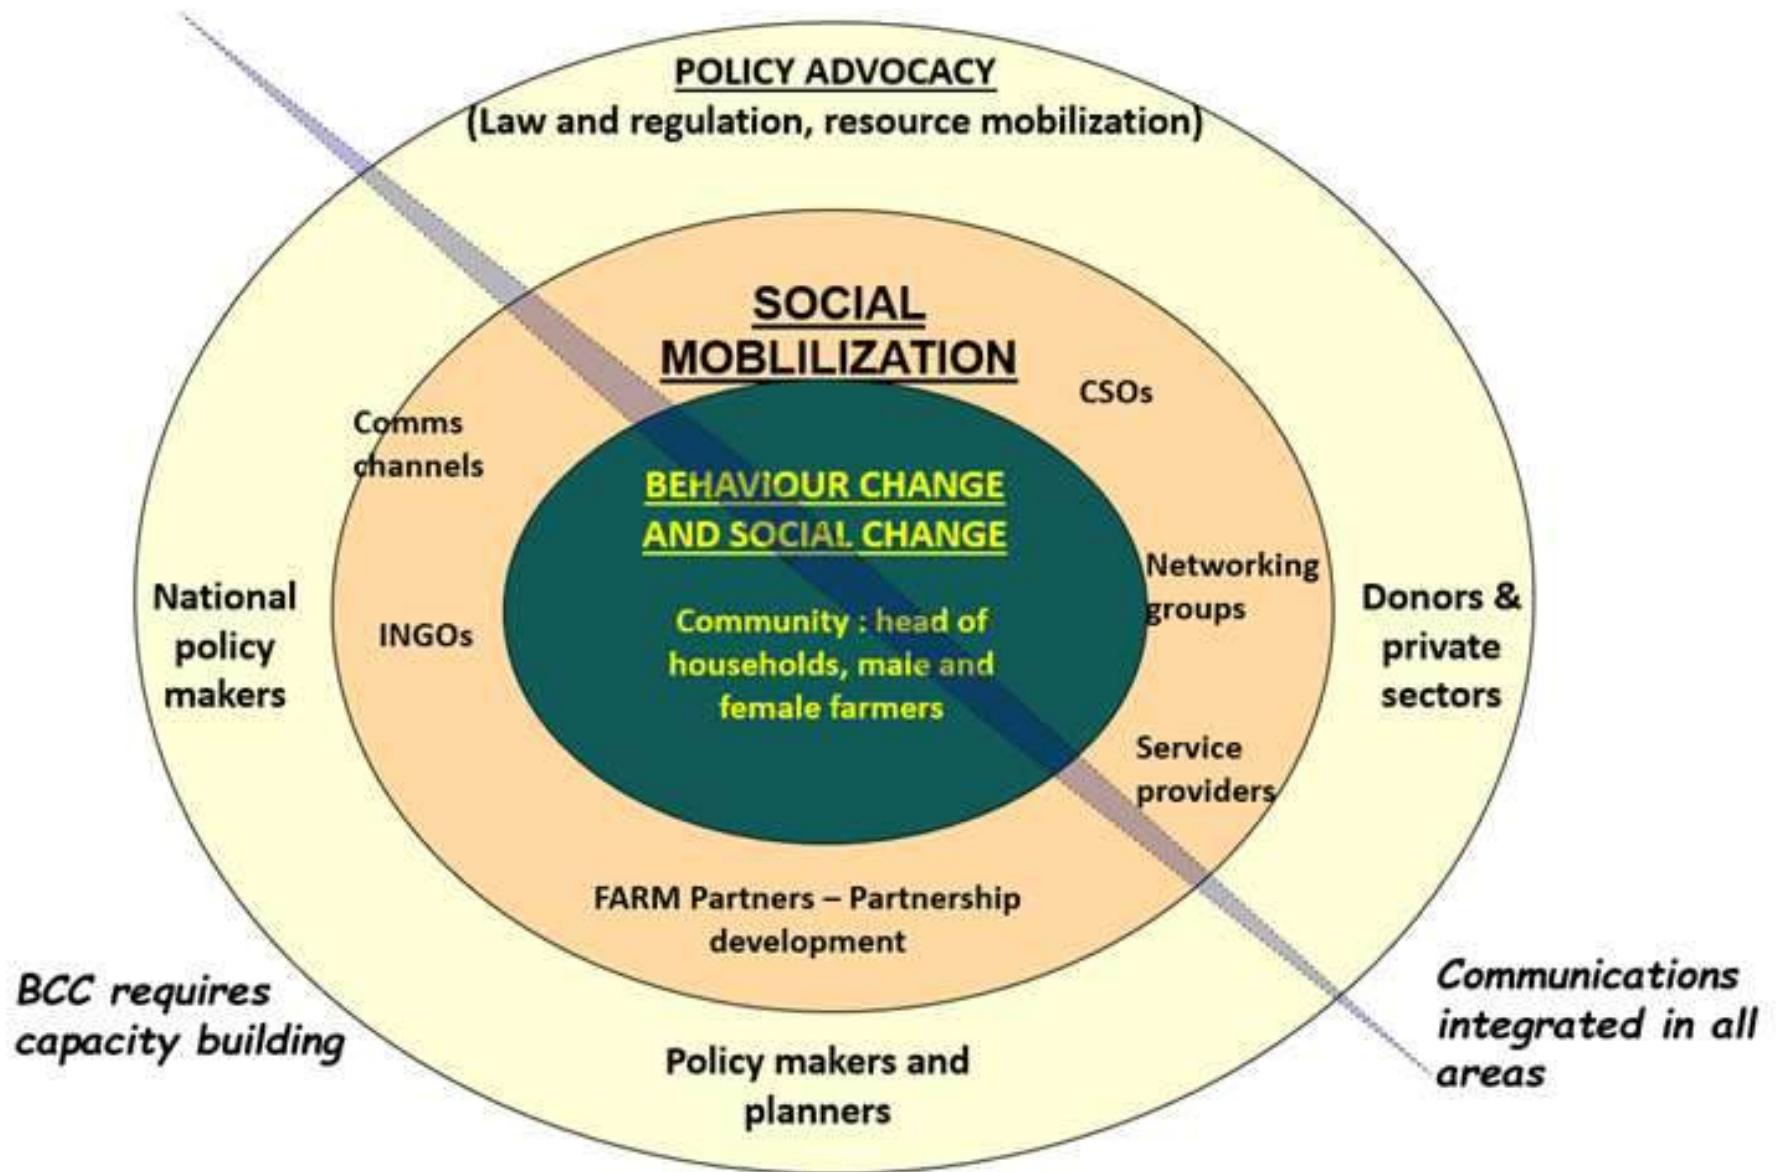 POLICY ADVOCACY
(Law and regulation, resource mobilization)
SOCIAL
MOBLILIZATION
CSOs
Comms
channels
BEHAVIOUR CHANGE
AND SOCIAL CHANGE
Networking
groups
National
policy
makers
INGOs
Community : head of
households, male and
female farmers
Donors &
private
sectors
Service
providers
FARM Partners – Partnership
development
BCC requires
capacity building
Communications
integrated in all
areas
Policy makers and
planners